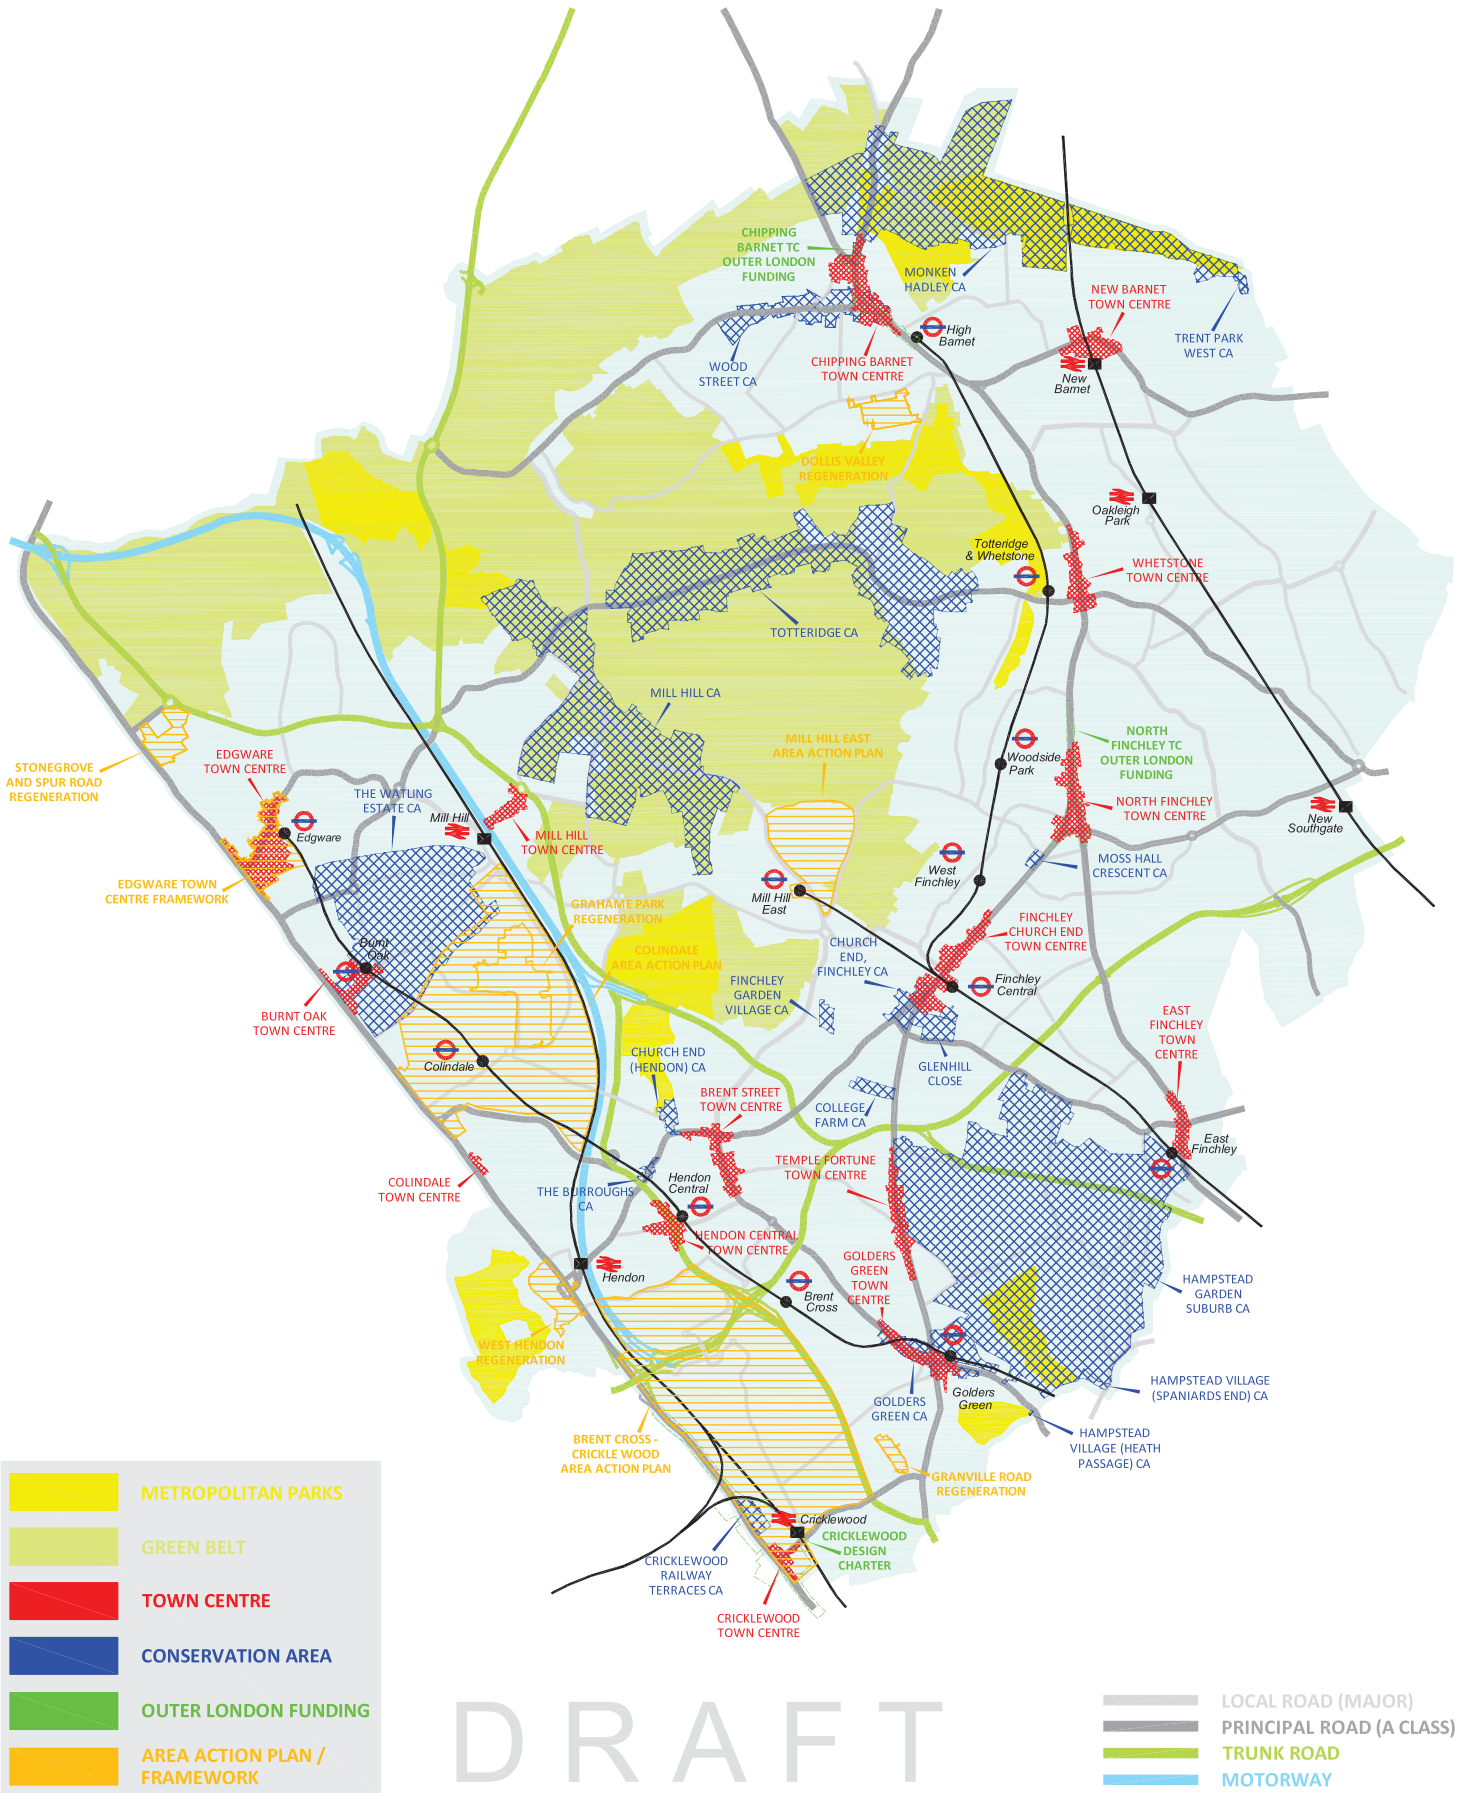 CHIPPING
BARNET TC
OUTER LONDON
FUNDING
MONKEN
HADLEY CA
NEW BARNET
TOWN CENTRE
TRENT PARK
WEST CA
High
Barnet
WOOD
STREET CA
CHIPPING BARNET
TOWN CENTRE
New
Barnet
DOLLIS VALLEY
REGENERATION
Oakleigh
Park
Totteridge
& Whetstone
WHETSTONE
TOWN CENTRE
TOTTERIDGE CA
MILL HILL CA
MILL HILL EAST
AREA ACTION PLAN
NORTH
FINCHLEY TC
OUTER LONDON
FUNDING
Woodside
Park
STONEGROVE
AND SPUR ROAD
REGENERATION
EDGWARE
TOWN CENTRE
THE WATLING
ESTATE CA
Mill Hill
Edgware
MILL HILL
TOWN CENTRE
NORTH FINCHLEY
TOWN CENTRE
New
Southgate
MOSS HALL
CRESCENT CA
West
Finchley
EDGWARE TOWN
CENTRE FRAMEWORK
Mill Hill
East
GRAHAME PARK
REGENERATION
FINCHLEY
CHURCH END
TOWN CENTRE
CHURCH
END,
FINCHLEY CA
Burnt
Oak
COLINDALE
AREA ACTION PLAN
FINCHLEY
GARDEN
VILLAGE CA
Finchley
Central
BURNT OAK
TOWN CENTRE
EAST
FINCHLEY
TOWN
CENTRE
Colindale
CHURCH END
(HENDON) CA
GLENHILL
CLOSE
BRENT STREET
TOWN CENTRE
COLLEGE
FARM CA
East
Finchley
TEMPLE FORTUNE
TOWN CENTRE
COLINDALE
TOWN CENTRE
THE BURROUGHS
CA
Hendon
Central
HENDON CENTRAL
TOWN CENTRE
GOLDERS
GREEN
TOWN
CENTRE
Hendon
Brent
Cross
HAMPSTEAD
GARDEN
SUBURB CA
WEST HENDON
REGENERATION
HAMPSTEAD VILLAGE
(SPANIARDS END) CA
GOLDERS
GREEN CA
Golders
Green
HAMPSTEAD
VILLAGE (HEATH
PASSAGE) CA
BRENT CROSS -
CRICKLE WOOD
AREA ACTION PLAN
GRANVILLE ROAD
REGENERATION
Cricklewood
CRICKLEWOOD
DESIGN
CHARTER
CRICKLEWOOD
RAILWAY
TERRACES CA
CRICKLEWOOD
TOWN CENTRE
METROPOLITAN PARKS
GREEN BELT
TOWN CENTRE
CONSERVATION AREA
OUTER LONDON FUNDING
AREA ACTION PLAN /
FRAMEWORK
DRAFT
LOCAL ROAD (MAJOR)
PRINCIPAL ROAD (A CLASS)
TRUNK ROAD
MOTORWAY